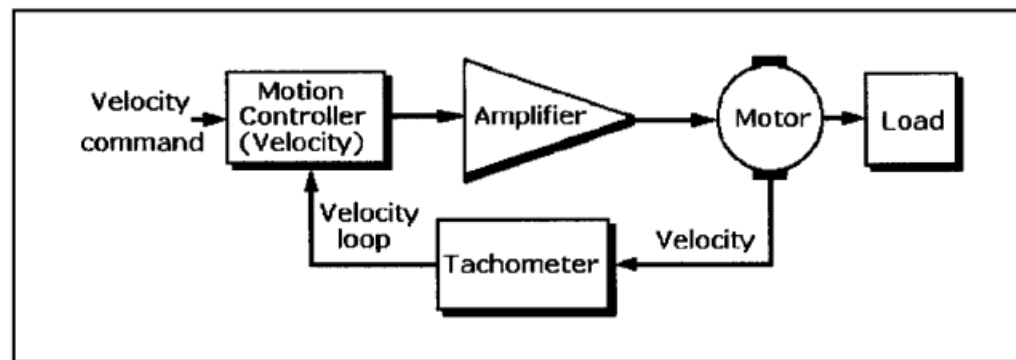 Velocity
command
Motion
Controller
(Velocity)
Amplifier
Motor
Load
Velocity
loop
Tachometer
Velocity